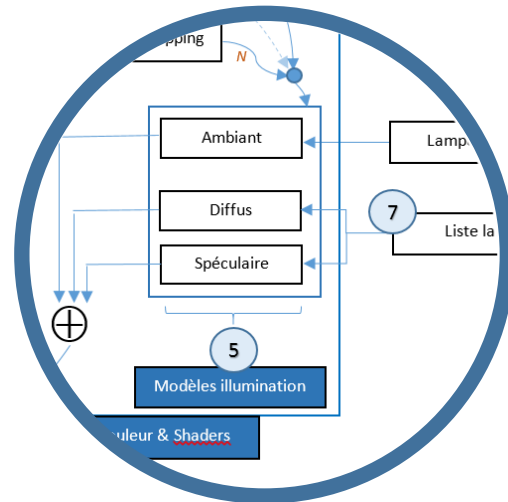 pping
N
Ambiant
Lamp
Diffus
7
Liste la
Spéculaire
5
Modèles illumination
uleur & Shaders